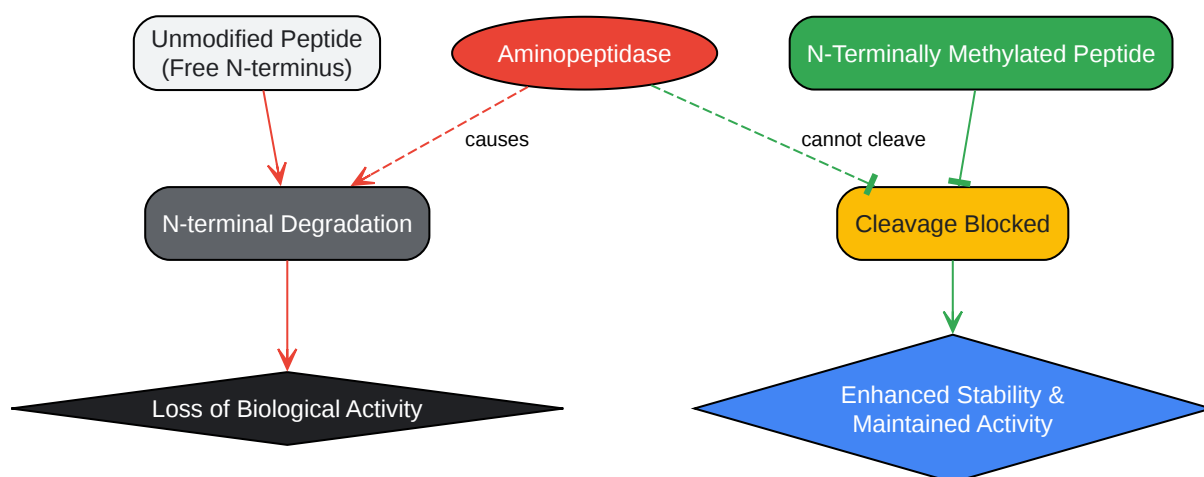 Unmodified Peptide
(Free N-terminus)
Aminopeptidase
N-Terminally Methylated Peptide
causes
cannot cleave
N-terminal Degradation
Cleavage Blocked
Loss of Biological Activity
Enhanced Stability &
Maintained Activity